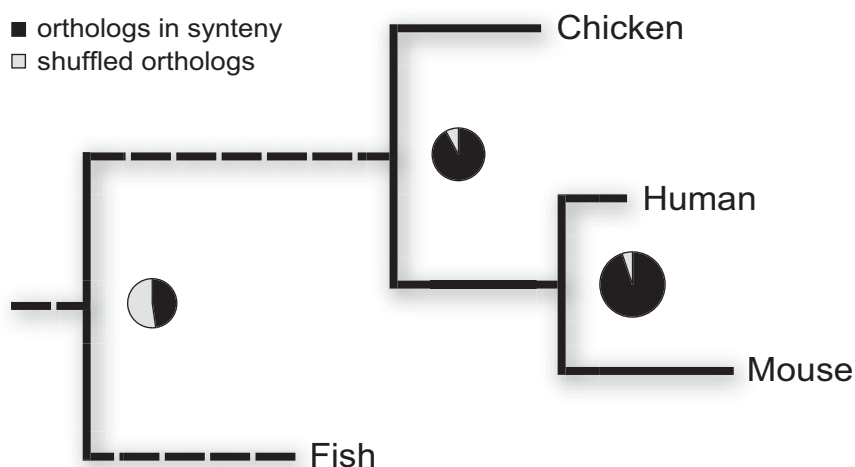 orthologs in synteny
shuffled orthologs
Chicken
Human
Mouse
Fish